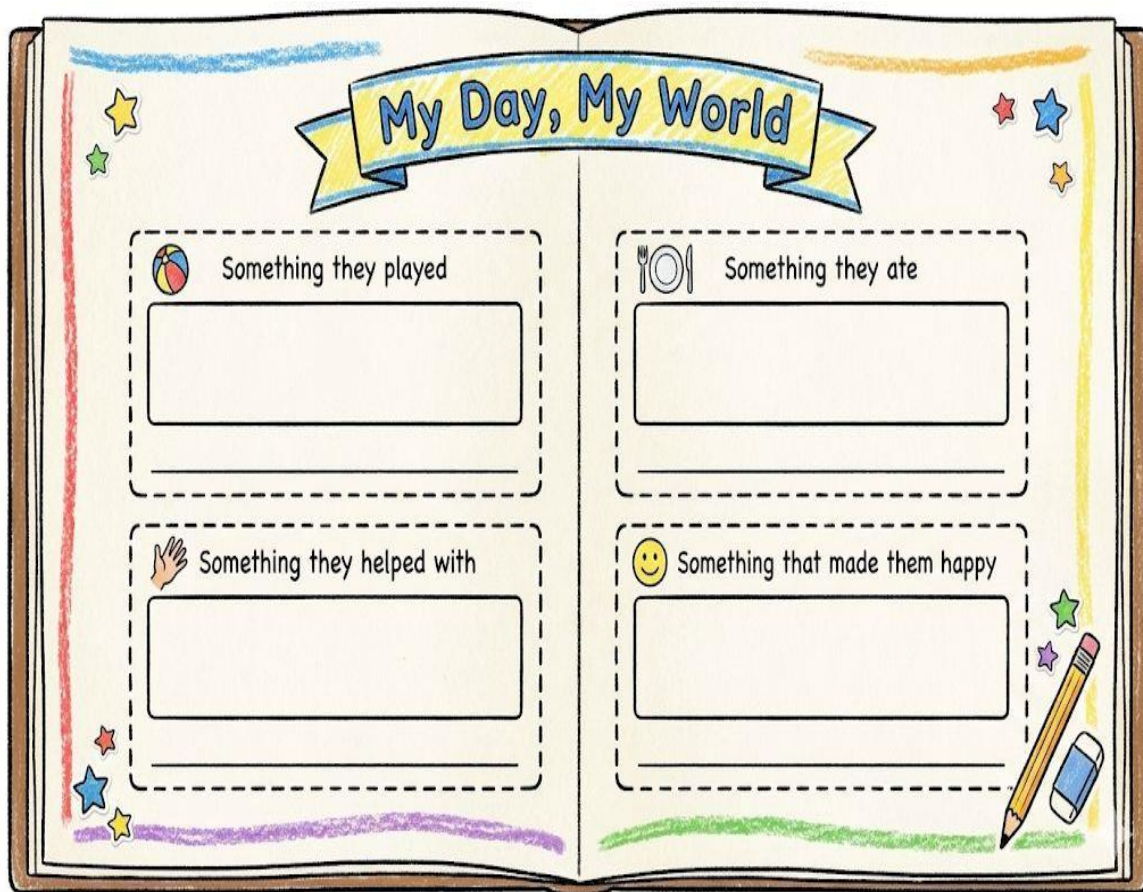 My Day, My World
Something they played
Something they ate
Something they helped with
Something that made them happy